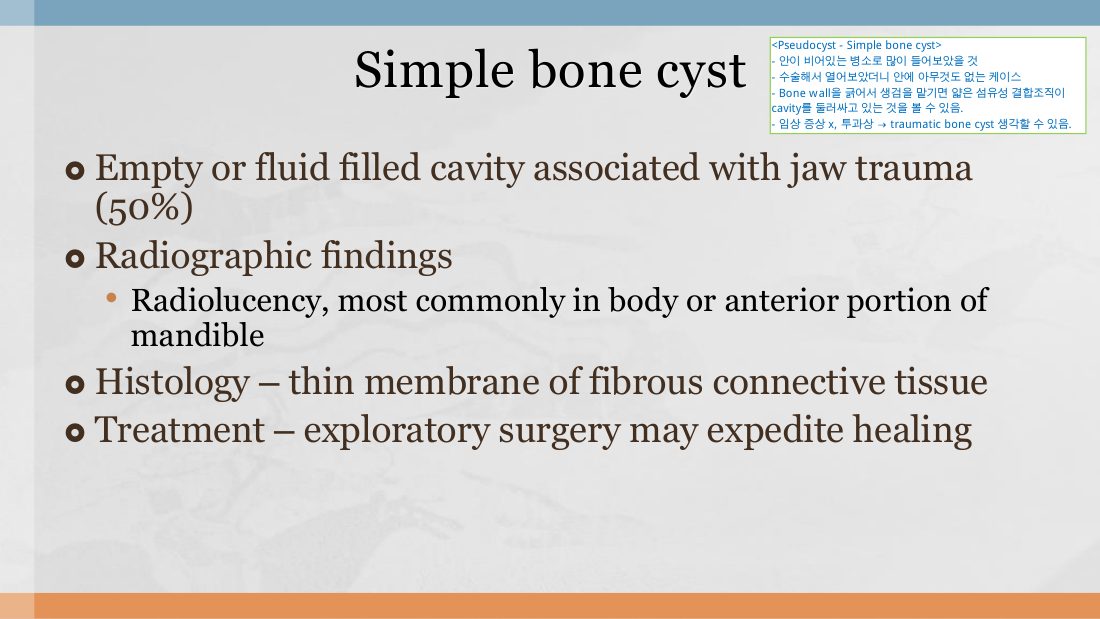 Simple bone cyst
<Pseudocyst - Simple bone cyst>
- 안이 비어있는 병소로 많이 들어보았을 것
- 수술해서 열어보았더니 안에 아무것도 없는 케이스
- Bone wall을 긁어서 생검을 맡기면 얇은 섬유성 결합조직이
cavity를 둘러싸고 있는 것을 볼 수 있음.
- 임상 증상 x, 투과상 → traumatic bone cyst 생각할 수 있음.
Empty or fluid filled cavity associated with jaw trauma
(50%)
Radiographic findings
• Radiolucency, most commonly in body or anterior portion of
mandible
Histology – thin membrane of fibrous connective tissue
Treatment – exploratory surgery may expedite healing